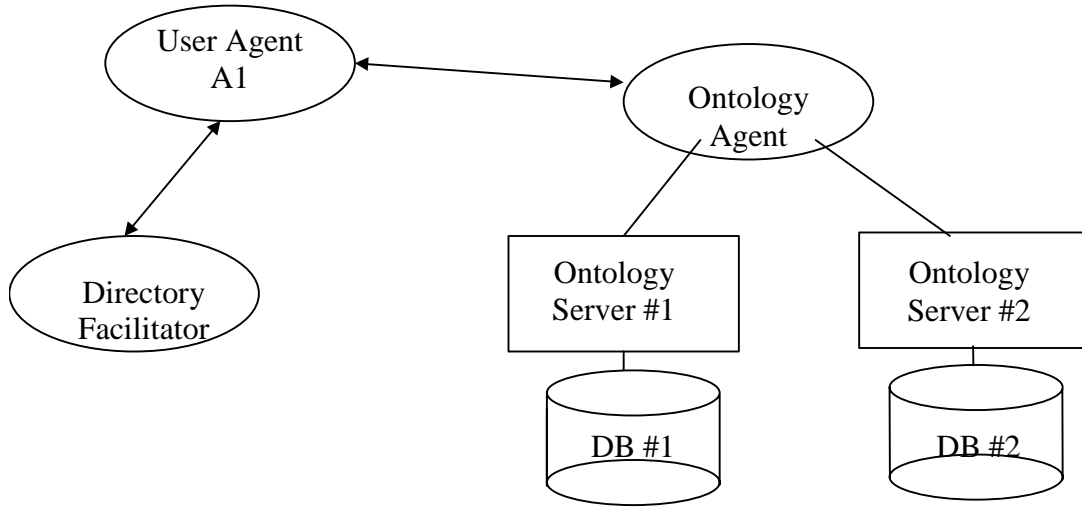 User Agent
A1
Ontology
Agent
Directory
Facilitator
Ontology
Server #1
Ontology
Server #2
DB #1
DB #2